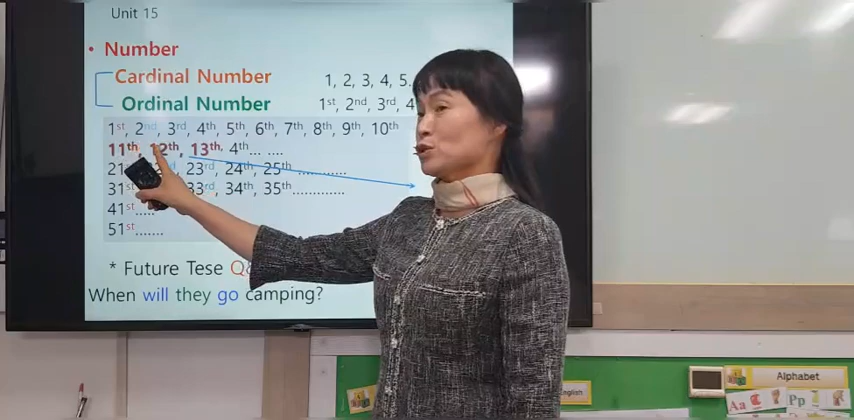 Unit 15
• Number
Cardinal Number 1, 2, 3, 4, 5.
Ordinal Number 1st, 2nd, 3rd, 4
1st, 2nd, 3rd, 4th, 5th, 6th, 7th, 8th, 9th, 10th
11th, 12th, 13th, 4th... ....
21st 23rd, 24th, 25th ............
31st 33rd, 34th, 35th.............
41st.....
51st.......
* Future Tese
When will they go camping?
English
Alphabet
Aa
Pp